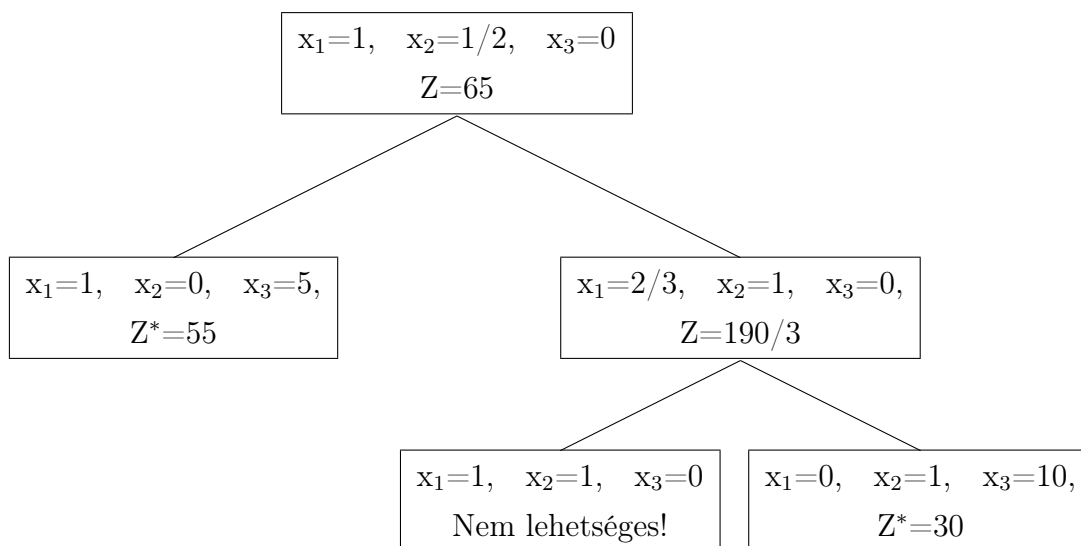 x₁=1, x₂=1/2, x₃=0
Z=65
x₁=1, x₂=0, x₃=5,
Z*=55
x₁=2/3, x₂=1, x₃=0,
Z=190/3
x₁=1, x₂=1, x₃=0
Nem lehetséges!
x₁=0, x₂=1, x₃=10,
Z*=30